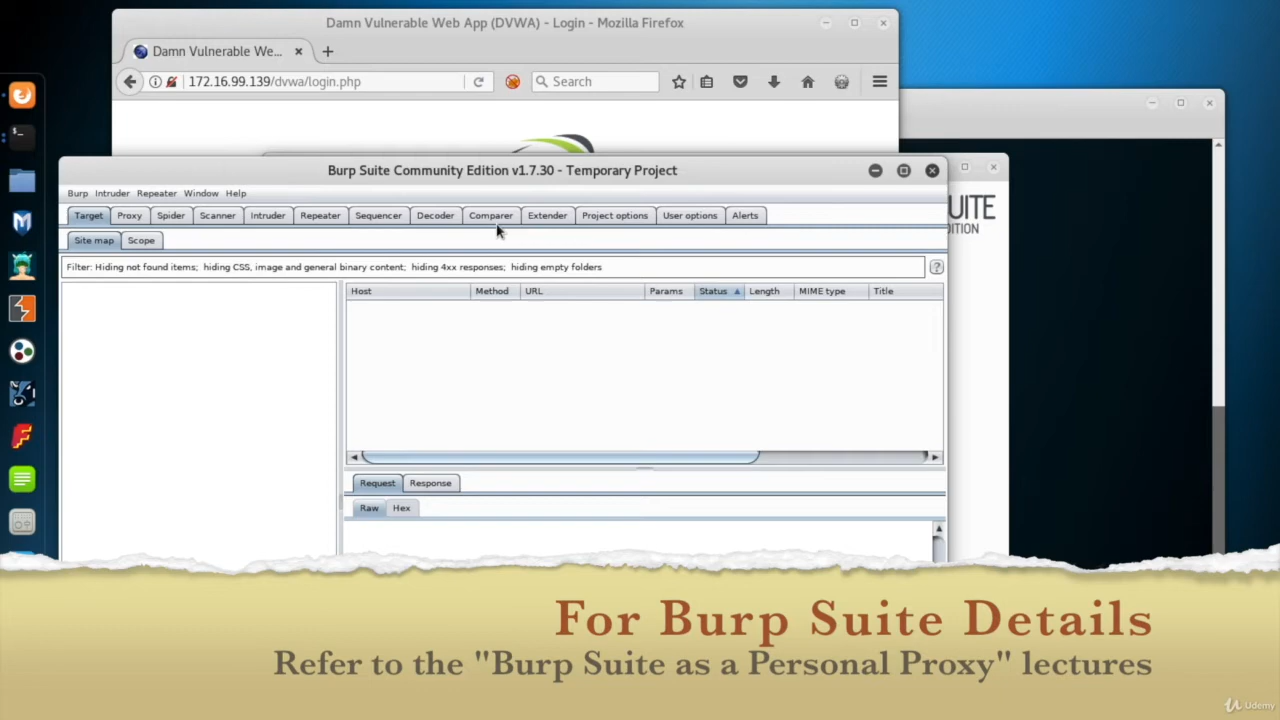 Damn Vulnerable Web App (DVWA) - Login - Mozilla Firefox
Damn Vulnerable We...
172.16.99.139/dvwa/login.php
Search
Burp Suite Community Edition v1.7.30 - Temporary Project
UITE
EDITION
Burp Intruder Repeater Window Help
Target Proxy Spider Scanner Intruder Repeater Sequencer Decoder Comparer Extender Project options User options Alerts
Site map Scope
Filter: Hiding not found items; hiding CSS, image and general binary content; hiding 4xx responses; hiding empty folders
?
Host Method URL Params Status Length MIME type Title
Request Response
Raw Hex
For Burp Suite Details
Refer to the "Burp Suite as a Personal Proxy" lectures
Udemy